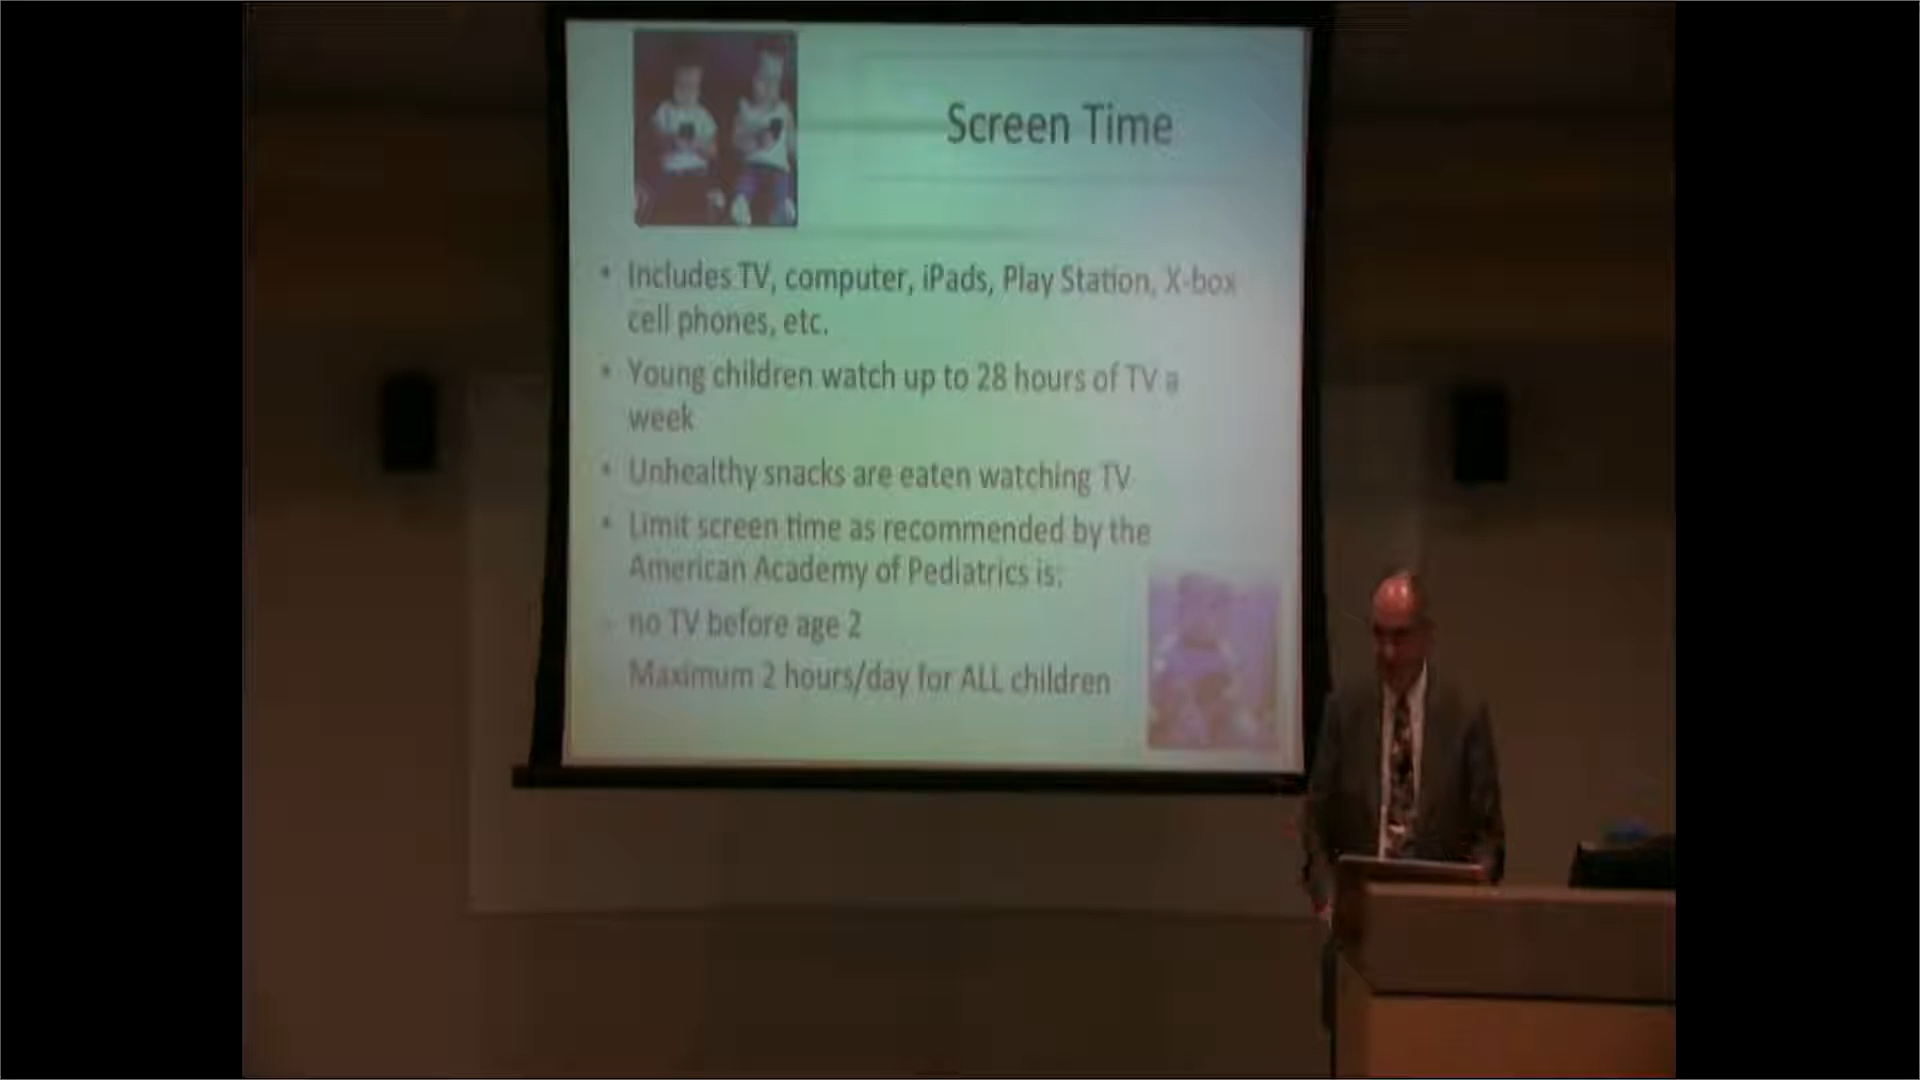 Screen Time
• Includes TV, computer, iPads, Play Station, X-box
cell phones, etc.
• Young children watch up to 28 hours of TV a
week
• Unhealthy snacks are eaten watching TV
• Limit screen time as recommended by the
American Academy of Pediatrics is:
- no TV before age 2
Maximum 2 hours/day for ALL children